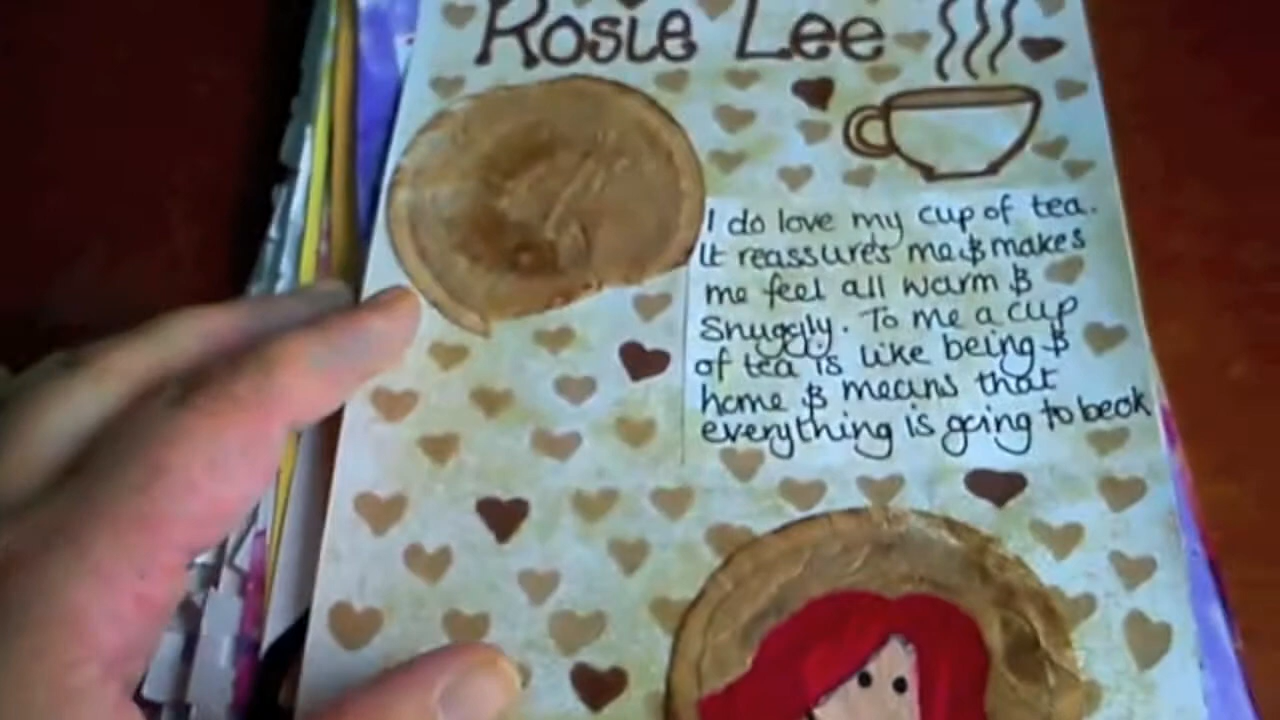 Rosie Lee
I do love my cup of tea.
It reassures me & makes
me feel all warm &
Snuggly. To me a cup
of tea is like being $
home & means that
everything is going to be ok